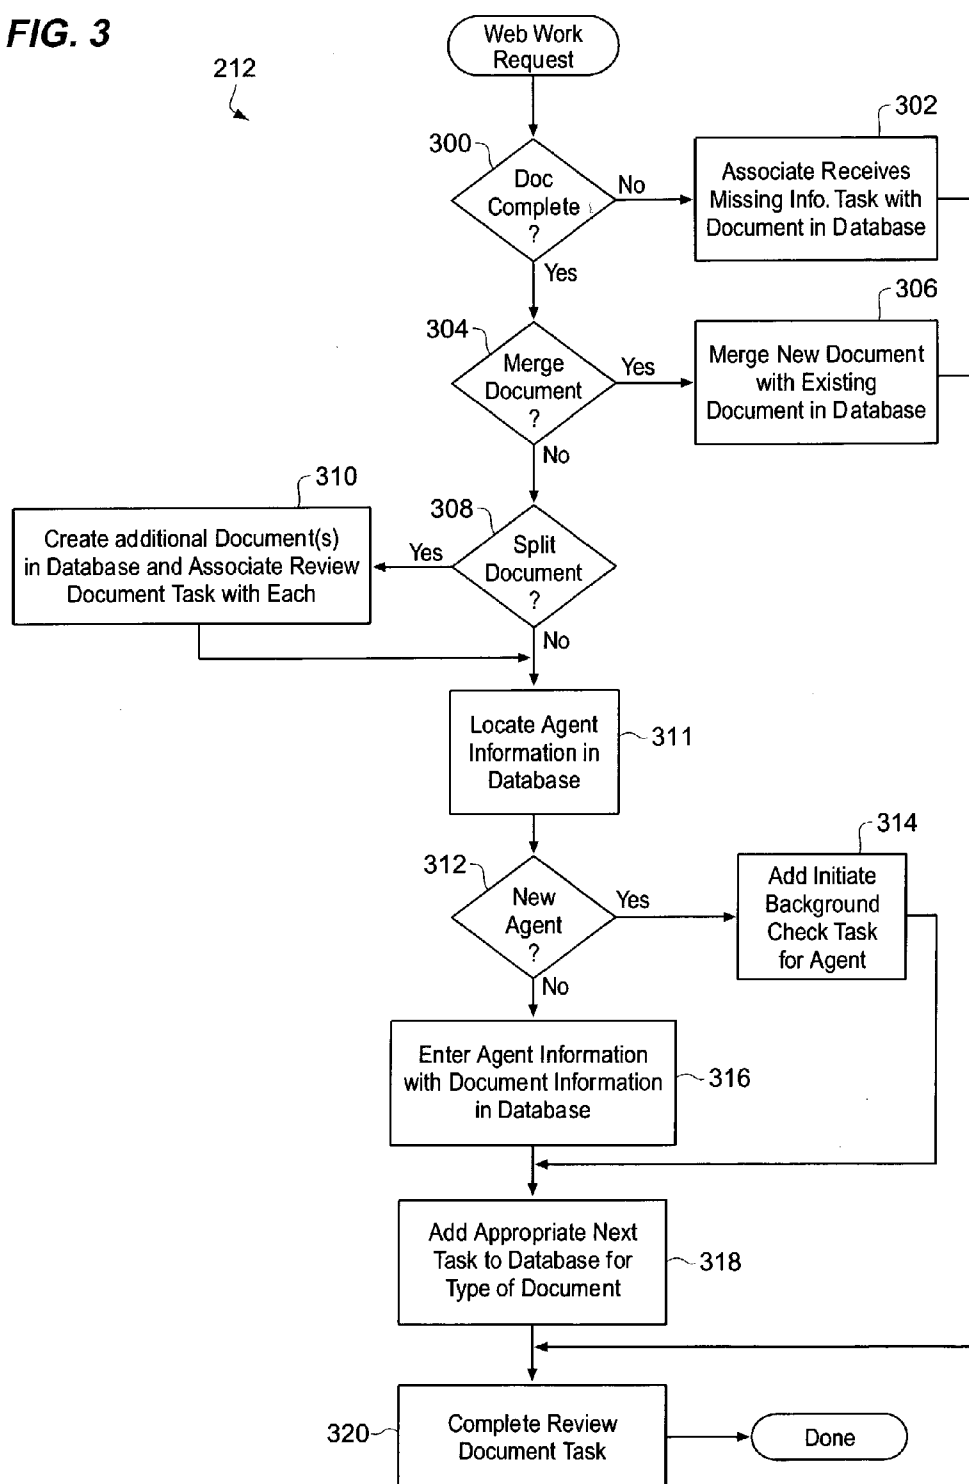 FIG. 3
212
Web Work
Request
300
Doc
Complete
?
No
Yes
302
Associate Receives
Missing Info. Task with
Document in Database
304
Merge
Document
?
Yes
No
306
Merge New Document
with Existing
Document in Database
308
Split
Document
?
Yes
No
310
Create additional Document(s)
in Database and Associate Review
Document Task with Each
Locate Agent
Information in
Database
311
312
New
Agent
?
Yes
No
314
Add Initiate
Background
Check Task
for Agent
Enter Agent Information
with Document Information
in Database
316
Add Appropriate Next
Task to Database for
Type of Document
318
320
Complete Review
Document Task
Done